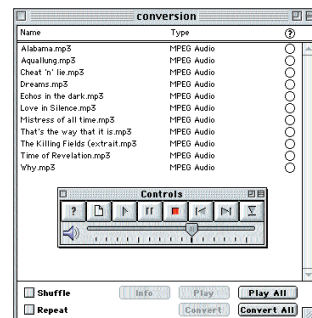 conversion
Name Type ?
Alabama.mp3 MPEG Audio
Aquallung.mp3 MPEG Audio
Cheat 'n' lie.mp3 MPEG Audio
Dreams.mp3 MPEG Audio
Echos in the dark.mp3 MPEG Audio
Love in Silence.mp3 MPEG Audio
Mistress of all time.mp3 MPEG Audio
That's the way that it is.mp3 MPEG Audio
The Killing Fields (extrait.mp3 MPEG Audio
Time of Revelation.mp3 MPEG Audio
Why.mp3 MPEG Audio
Controls
?
Shuffle Info Play Play All
Repeat Convert Convert All